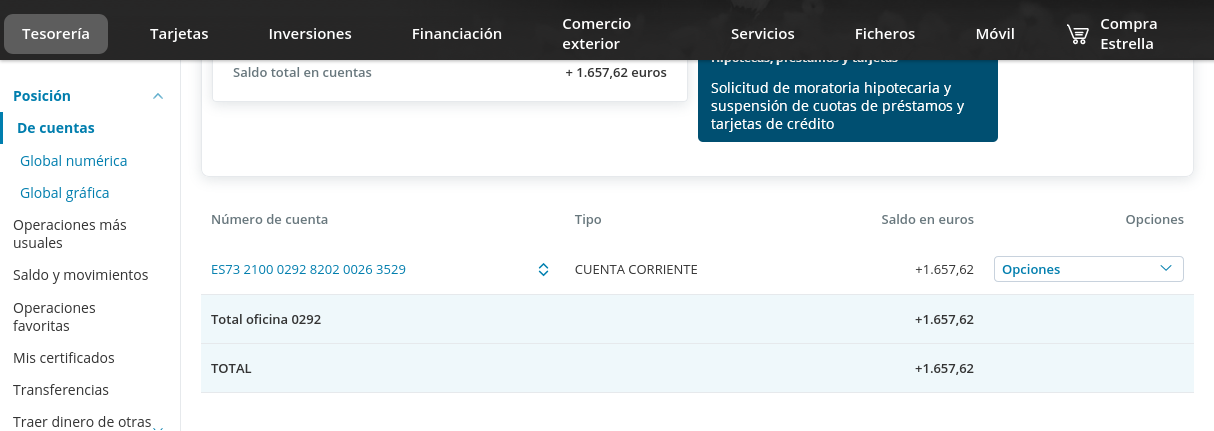 Tesorería
Tarjetas
Inversiones
Financiación
Comercio
exterior
Servicios
Ficheros
Móvil
Compra
Estrella
Posición
De cuentas
Global numérica
Global gráfica
Operaciones más
usuales
Saldo y movimientos
Operaciones
favoritas
Mis certificados
Transferencias
Traer dinero de otras
Saldo total en cuentas + 1.657,62 euros
hipotecas, préstamos y tarjetas
Solicitud de moratoria hipotecaria y
suspensión de cuotas de préstamos y
tarjetas de crédito
Número de cuenta Tipo Saldo en euros Opciones
ES73 2100 0292 8202 0026 3529 CUENTA CORRIENTE +1.657,62 Opciones
Total oficina 0292 +1.657,62
TOTAL +1.657,62